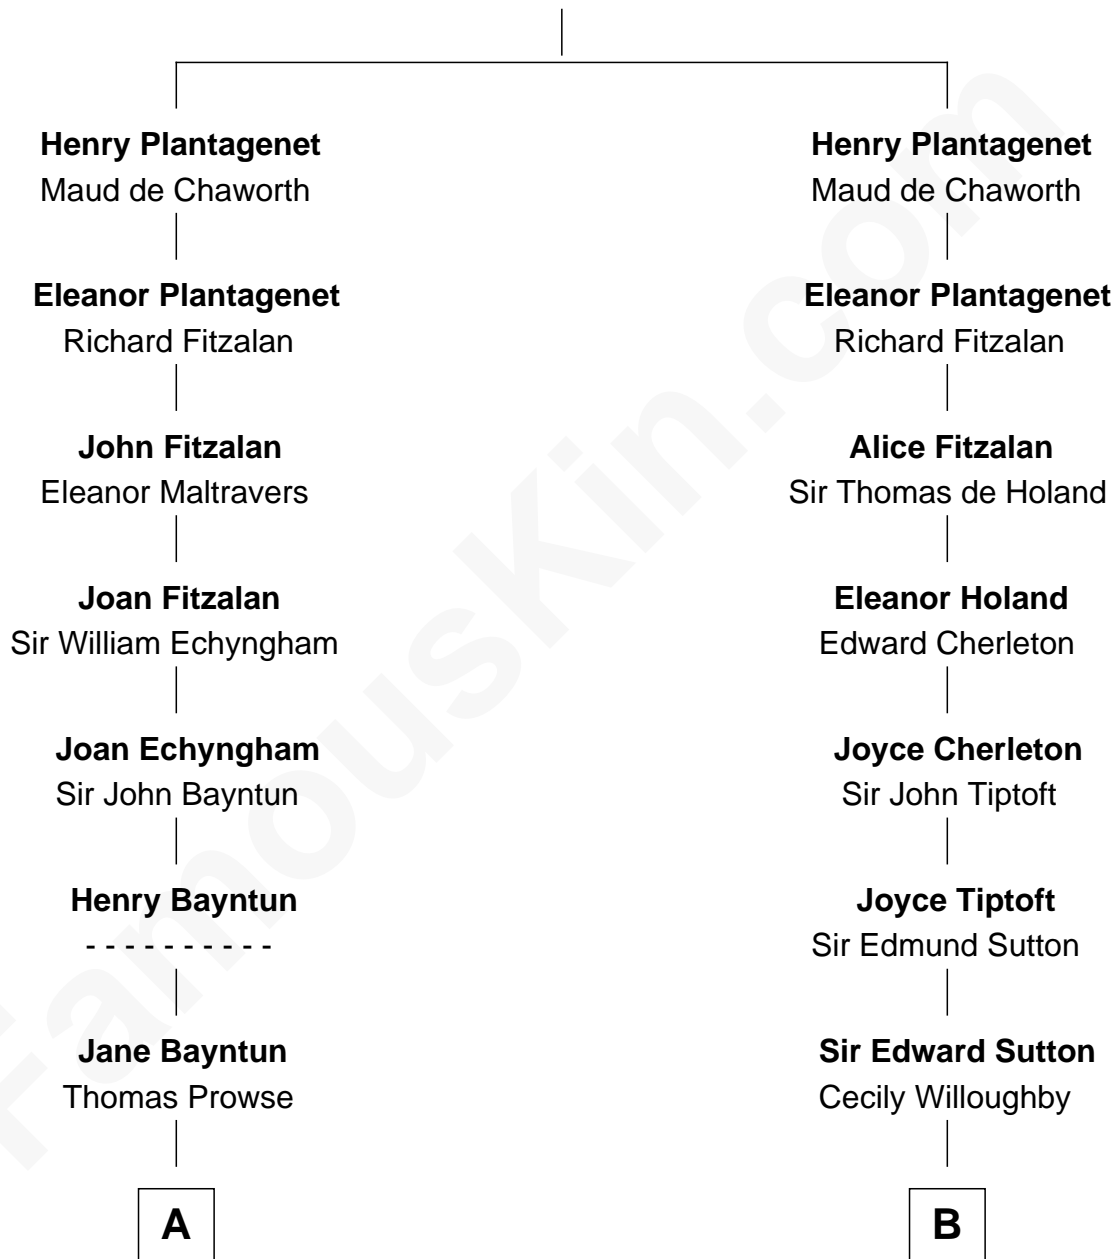 Henry Plantagenet
Maud de Chaworth
Eleanor Plantagenet
Richard Fitzalan
John Fitzalan
Eleanor Maltravers
Joan Fitzalan
Sir William Echyngham
Joan Echyngham
Sir John Bayntun
Henry Bayntun
- - - - - - - - - -
Jane Bayntun
Thomas Prowse
A
Henry Plantagenet
Maud de Chaworth
Eleanor Plantagenet
Richard Fitzalan
Alice Fitzalan
Sir Thomas de Holand
Eleanor Holand
Edward Cherleton
Joyce Cherleton
Sir John Tiptoft
Joyce Tiptoft
Sir Edmund Sutton
Sir Edward Sutton
Cecily Willoughby
B
FamousKin.com